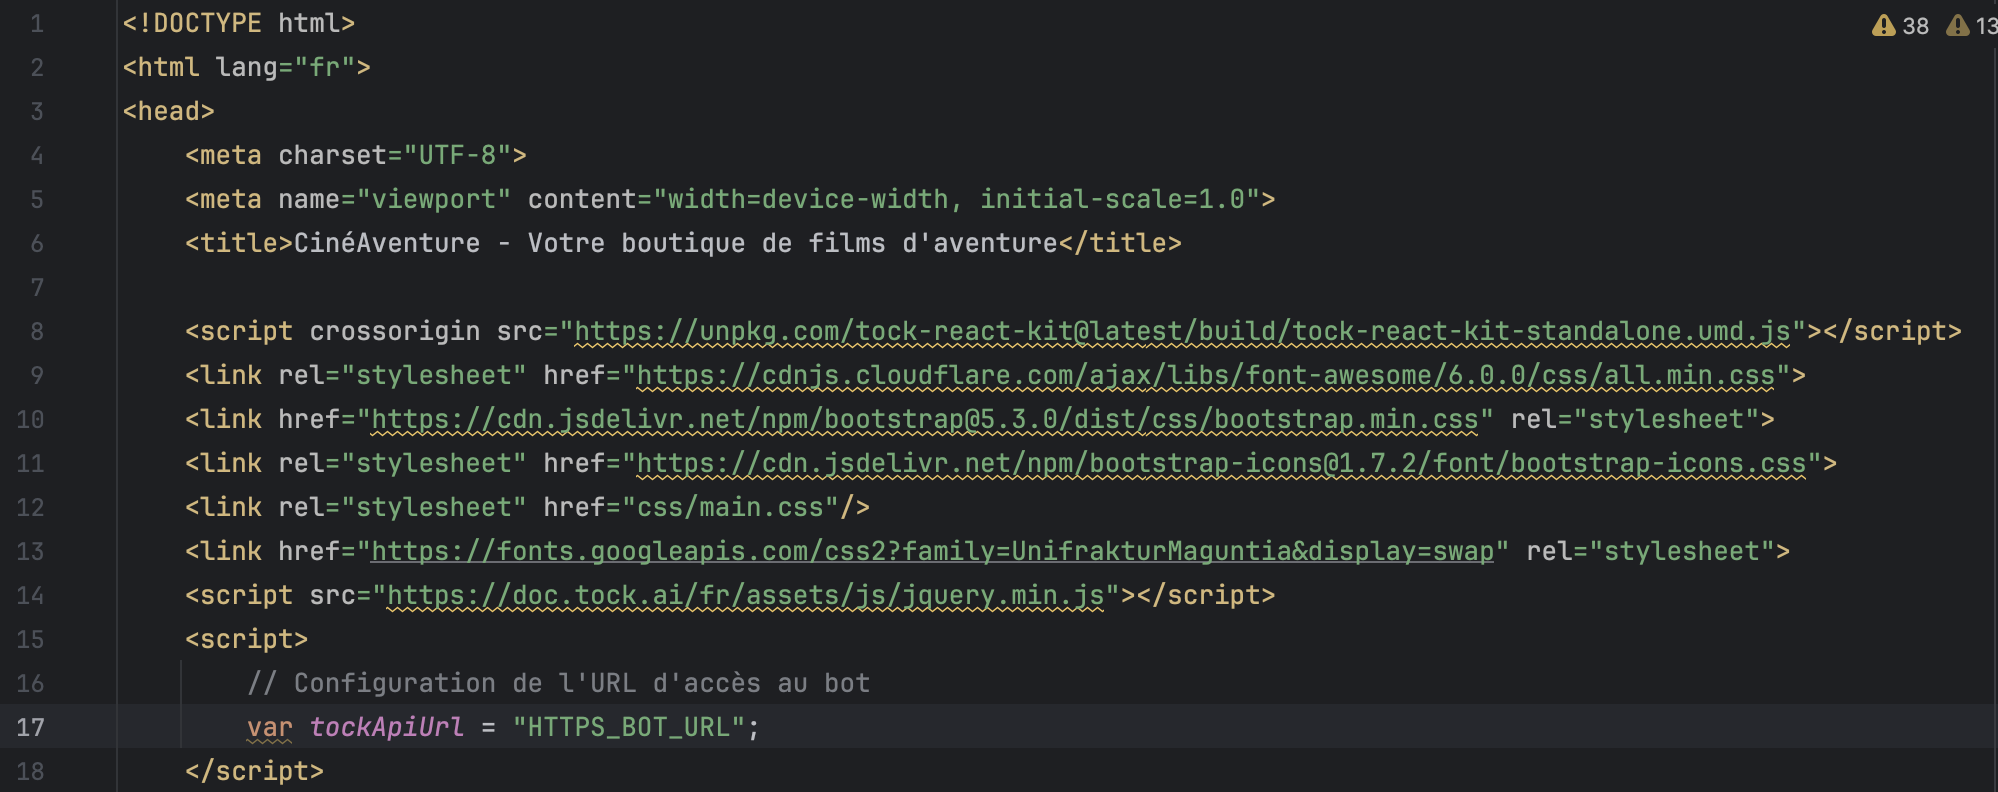 1 <!DOCTYPE html>
⚠ 38 ⚠ 13
2 <html lang="fr">
3 <head>
4 <meta charset="UTF-8">
5 <meta name="viewport" content="width=device-width, initial-scale=1.0">
6 <title>CinéAventure - Votre boutique de films d'aventure</title>
7
8 <script crossorigin src="https://unpkg.com/tock-react-kit@latest/build/tock-react-kit-standalone.umd.js"></script>
9 <link rel="stylesheet" href="https://cdnjs.cloudflare.com/ajax/libs/font-awesome/6.0.0/css/all.min.css">
10 <link href="https://cdn.jsdelivr.net/npm/bootstrap@5.3.0/dist/css/bootstrap.min.css" rel="stylesheet">
11 <link rel="stylesheet" href="https://cdn.jsdelivr.net/npm/bootstrap-icons@1.7.2/font/bootstrap-icons.css">
12 <link rel="stylesheet" href="css/main.css"/>
13 <link href="https://fonts.googleapis.com/css2?family=UnifrakturMaguntia&display=swap" rel="stylesheet">
14 <script src="https://doc.tock.ai/fr/assets/js/jquery.min.js"></script>
15 <script>
16 // Configuration de l'URL d'accès au bot
17 var tockApiUrl = "HTTPS_BOT_URL";
18 </script>